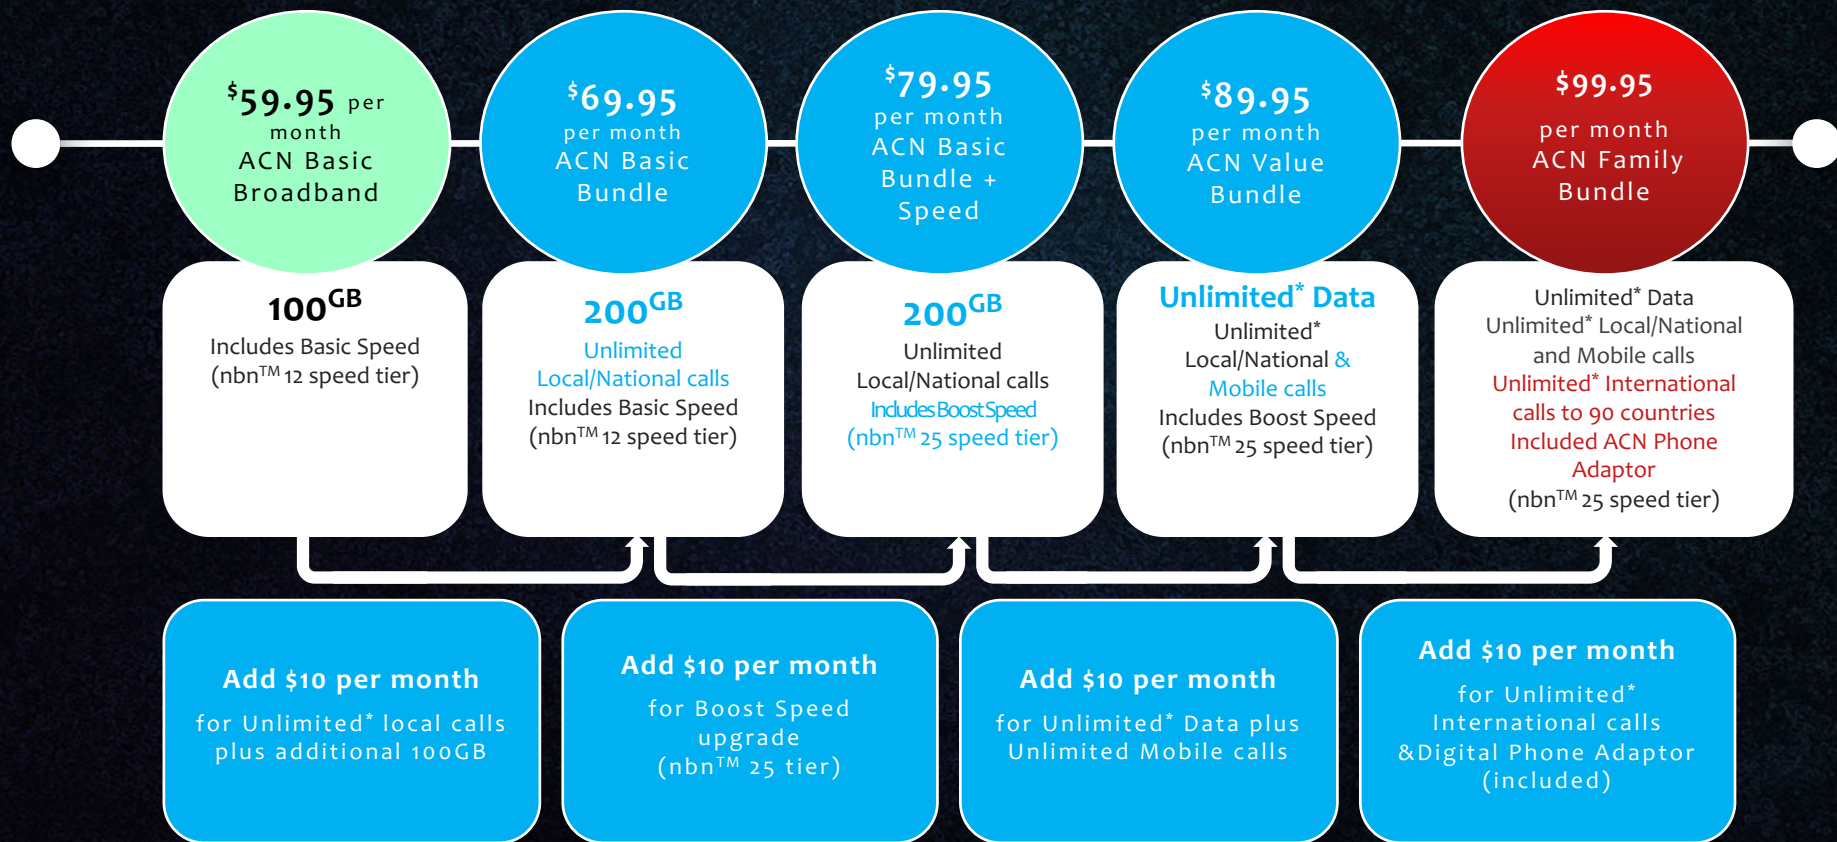 $59.95 per
month
ACN Basic
Broadband
$69.95
per month
ACN Basic
Bundle
$79.95
per month
ACN Basic
Bundle +
Speed
$89.95
per month
ACN Value
Bundle
$99.95
per month
ACN Family
Bundle
100GB
Includes Basic Speed
(nbn™ 12 speed tier)
200GB
Unlimited
Local/National calls
Includes Basic Speed
(nbn™ 12 speed tier)
200GB
Unlimited
Local/National calls
Includes Boost Speed
(nbn™ 25 speed tier)
Unlimited* Data
Unlimited*
Local/National &
Mobile calls
Includes Boost Speed
(nbn™ 25 speed tier)
Unlimited* Data
Unlimited* Local/National
and Mobile calls
Unlimited* International
calls to 90 countries
Included ACN Phone
Adaptor
(nbn™ 25 speed tier)
Add $10 per month
for Unlimited* local calls
plus additional 100GB
Add $10 per month
for Boost Speed
upgrade
(nbn™ 25 tier)
Add $10 per month
for Unlimited* Data plus
Unlimited Mobile calls
Add $10 per month
for Unlimited*
International calls
&Digital Phone Adaptor
(included)